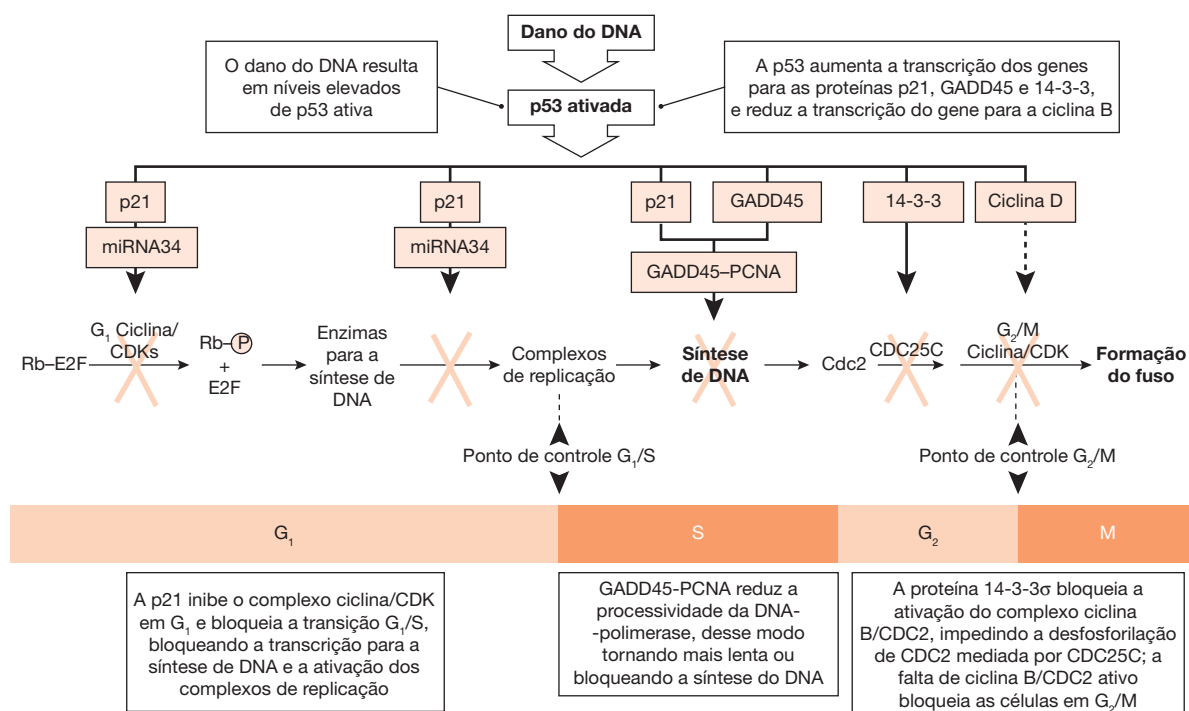 Dano do DNA
O dano do DNA resulta
em níveis elevados
de p53 ativa
p53 ativada
A p53 aumenta a transcrição dos genes
para as proteínas p21, GADD45 e 14-3-3,
e reduz a transcrição do gene para a ciclina B
p21
miRNA34
p21
miRNA34
p21
GADD45
GADD45–PCNA
14-3-3
Ciclina D
Rb–E2F
G₁ Ciclina/
CDKs
Rb–P
+
E2F
Enzimas
para a
síntese de
DNA
Complexos
de replicação
Síntese
de DNA
Cdc2
CDC25C
G₂/M
Ciclina/CDK
Formação
do fuso
Ponto de controle G₁/S
Ponto de controle G₂/M
G₁
S
G₂
M
A p21 inibe o complexo ciclina/CDK
em G₁ e bloqueia a transição G₁/S,
bloqueando a transcrição para a
síntese de DNA e a ativação dos
complexos de replicação
GADD45-PCNA reduz a
processividade da DNA-
-polimerase, desse modo
tornando mais lenta ou
bloqueando a síntese do DNA
A proteína 14-3-3σ bloqueia a
ativação do complexo ciclina
B/CDC2, impedindo a desfosforilação
de CDC2 mediada por CDC25C; a
falta de ciclina B/CDC2 ativo
bloqueia as células em G₂/M